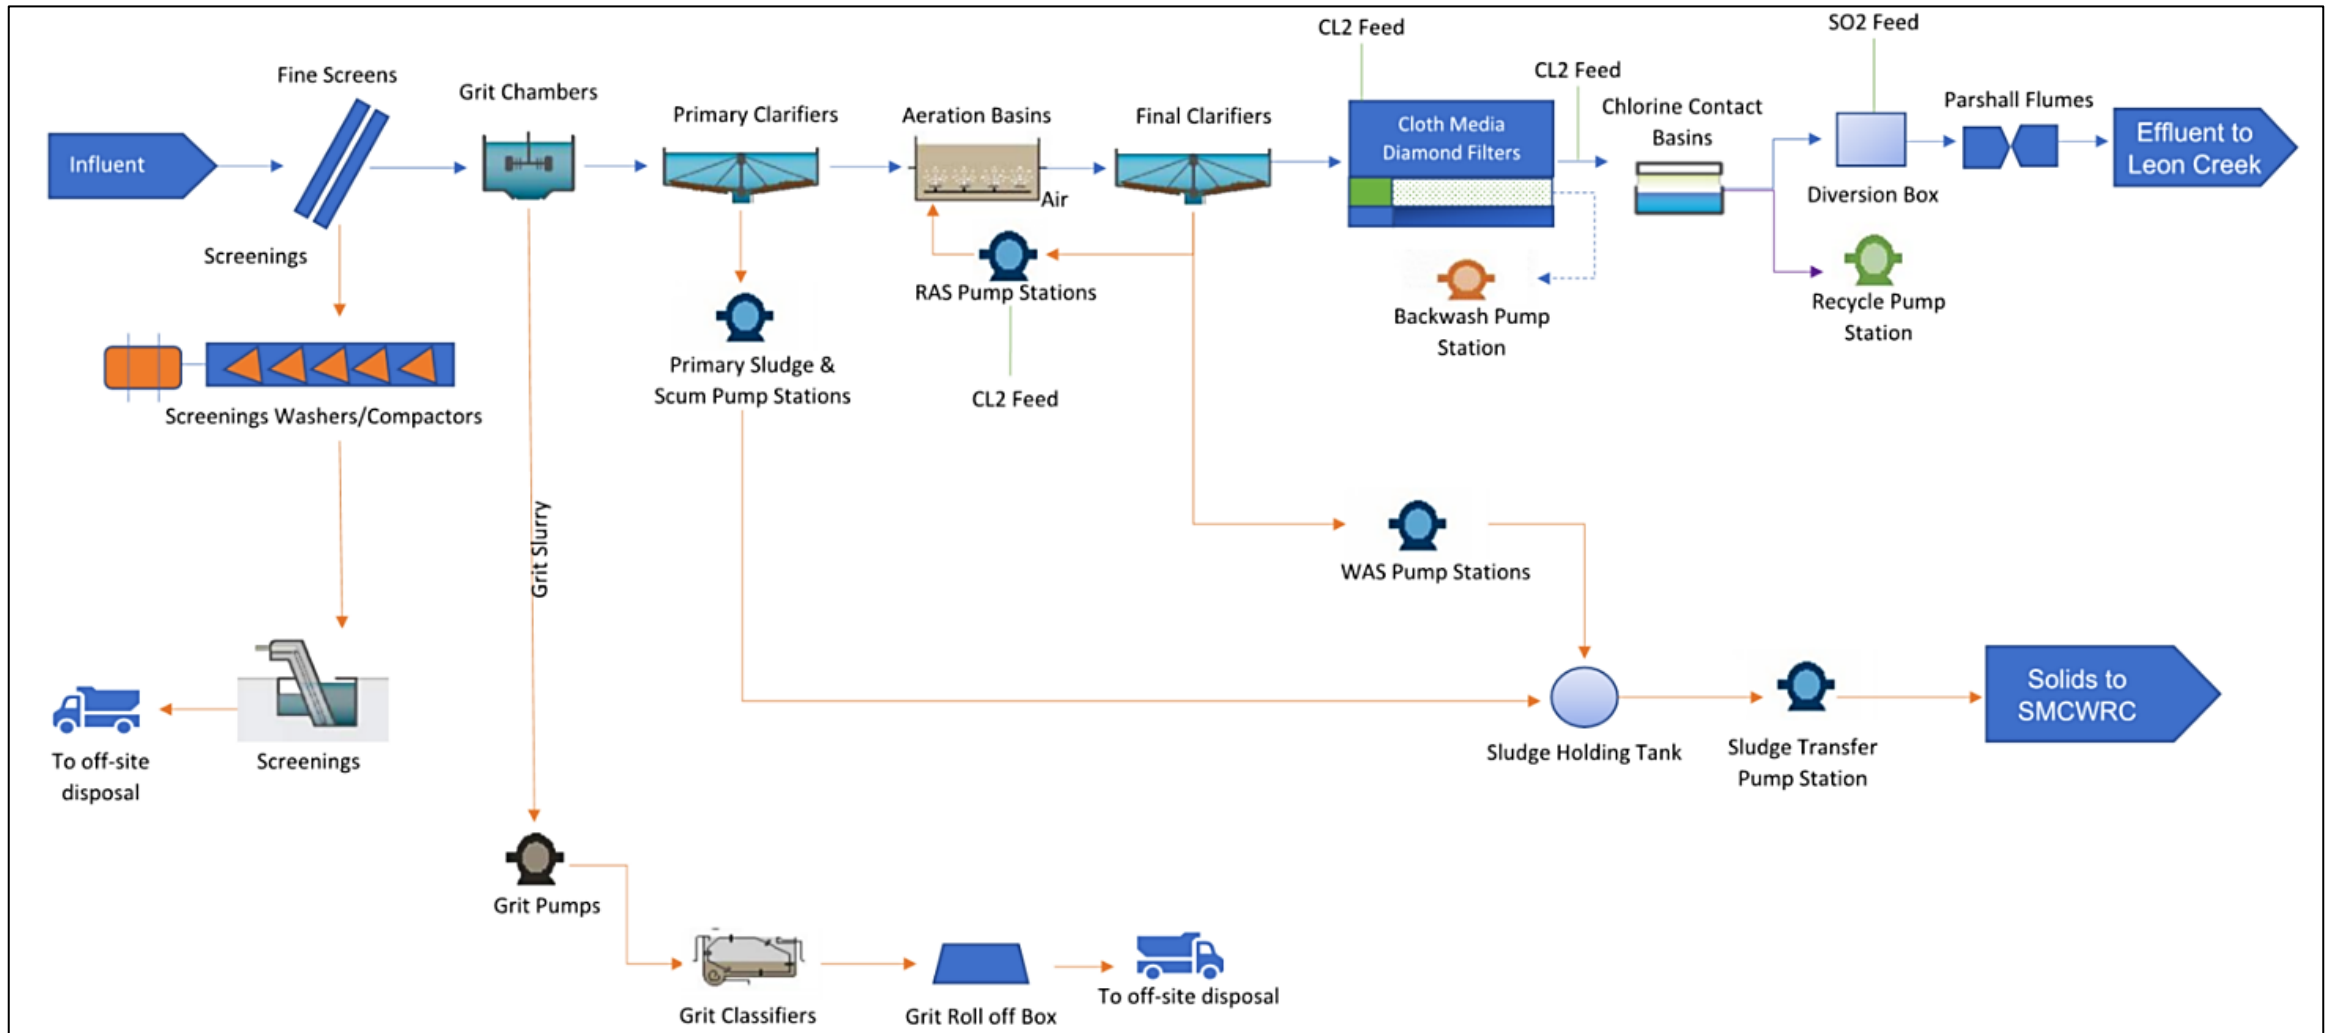 CL2 Feed
SO2 Feed
Fine Screens
CL2 Feed
Grit Chambers
Primary Clarifiers
Aeration Basins
Final Clarifiers
Chlorine Contact
Basins
Parshall Flumes
Influent
Cloth Media
Diamond Filters
Effluent to
Leon Creek
Air
Diversion Box
Screenings
RAS Pump Stations
Backwash Pump
Station
Recycle Pump
Station
Primary Sludge &
Scum Pump Stations
CL2 Feed
Screenings Washers/Compactors
Grit Slurry
WAS Pump Stations
Solids to
SMCWRC
To off-site
disposal
Screenings
Sludge Holding Tank
Sludge Transfer
Pump Station
Grit Pumps
Grit Classifiers
Grit Roll off Box
To off-site disposal